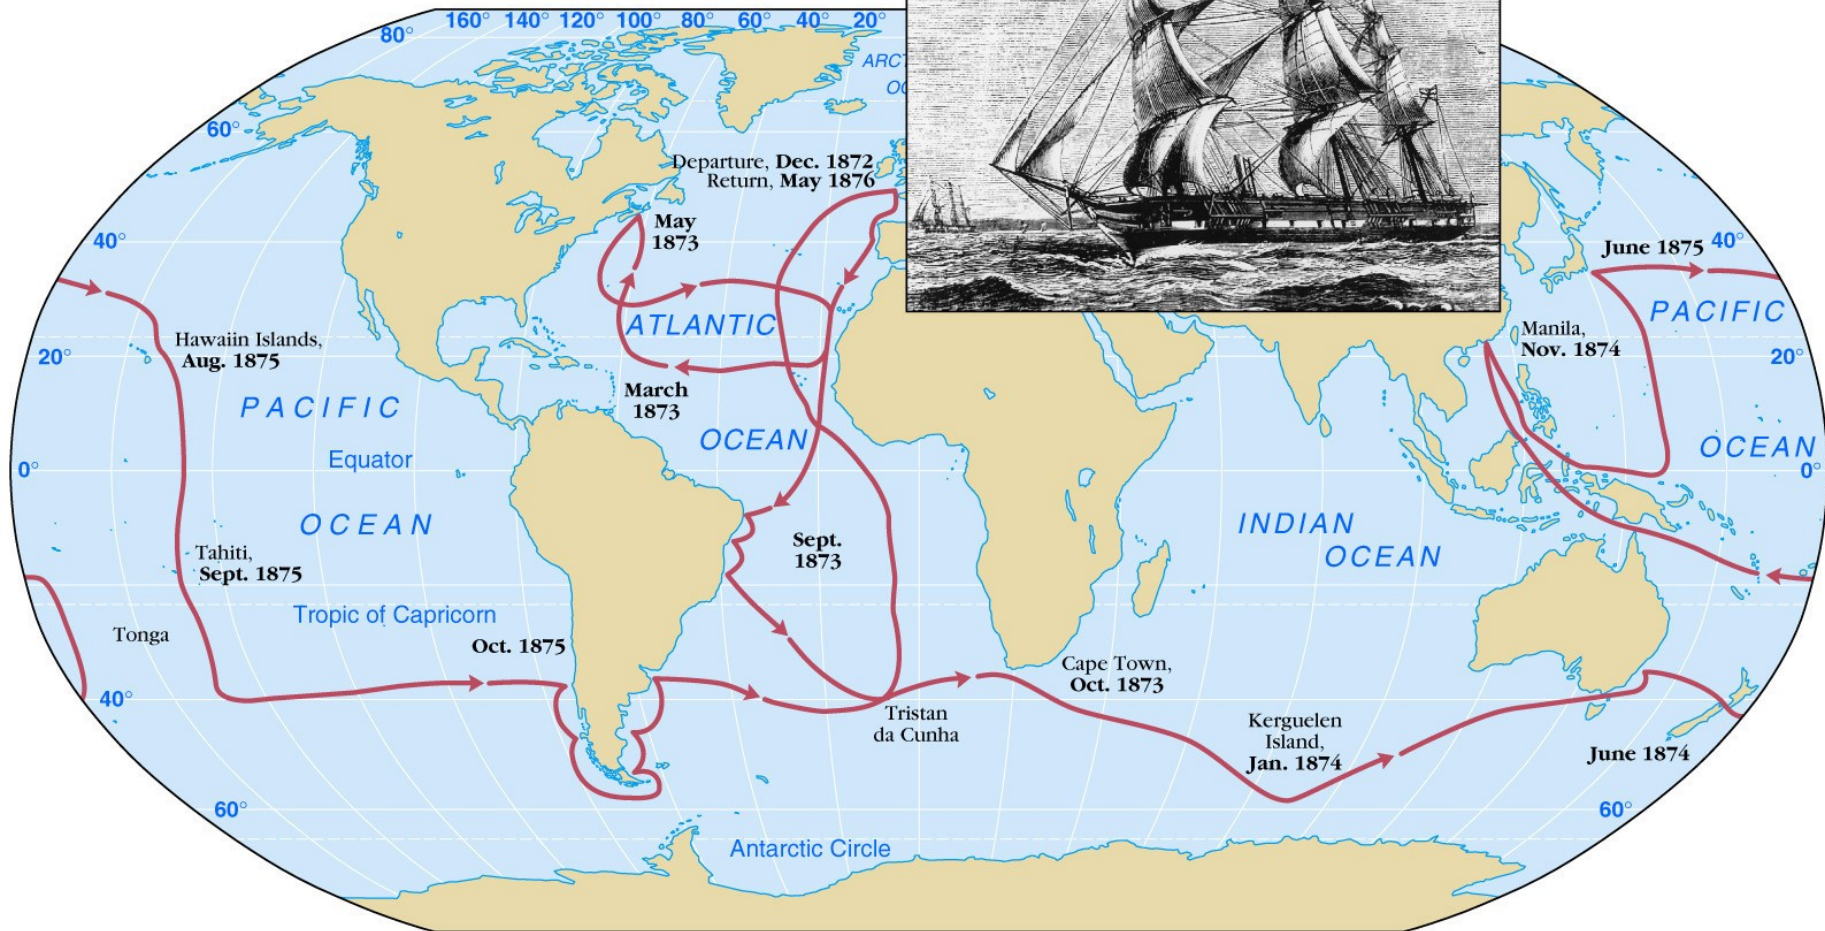 160° 140° 120° 100° 80° 60° 40° 20°
80°
ARC
OC
60°
Departure, Dec. 1872
Return, May 1876
May
1873
40°
June 1875
40°
ATLANTIC
PACIFIC
Hawaiin Islands,
Aug. 1875
Manila,
Nov. 1874
20°
20°
March
1873
PACIFIC
OCEAN
OCEAN
Equator
0°
0°
OCEAN
INDIAN
OCEAN
Sept.
1873
Tahiti,
Sept. 1875
Tropic of Capricorn
Tonga
Oct. 1875
Cape Town,
Oct. 1873
40°
Tristan
da Cunha
Kerguelen
Island,
Jan. 1874
June 1874
60°
60°
Antarctic Circle